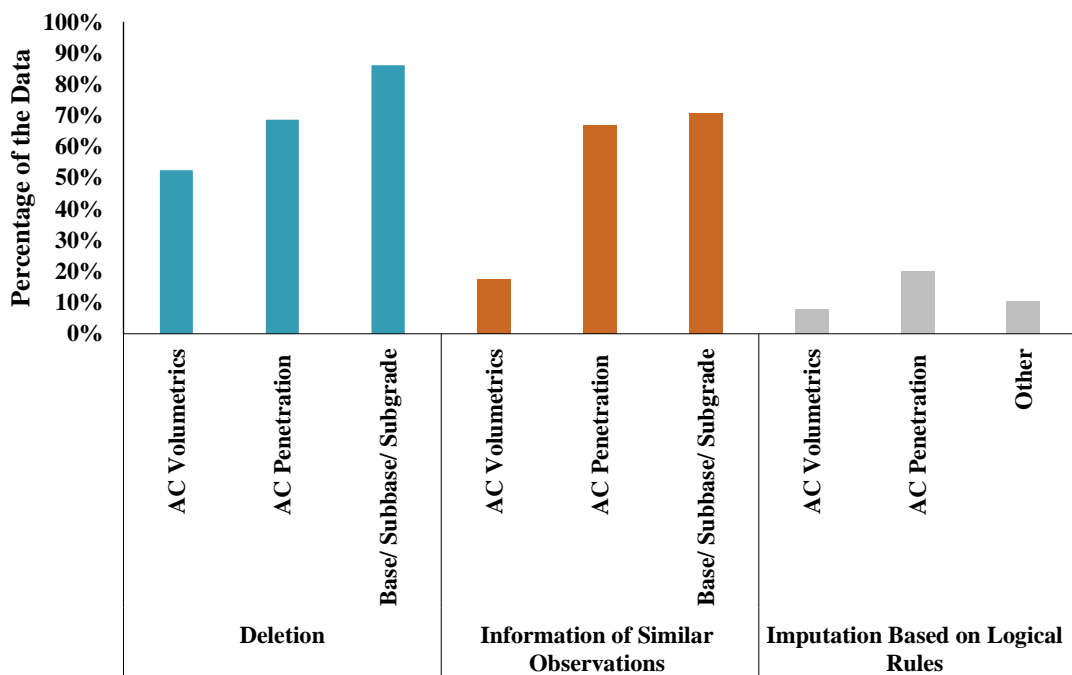 Percentage of the Data
100%
90%
80%
70%
60%
50%
40%
30%
20%
10%
0%
AC Volumetrics
AC Penetration
Base/ Subbase/ Subgrade
AC Volumetrics
AC Penetration
Base/ Subbase/ Subgrade
AC Volumetrics
AC Penetration
Other
Deletion
Information of Similar
Observations
Imputation Based on Logical
Rules